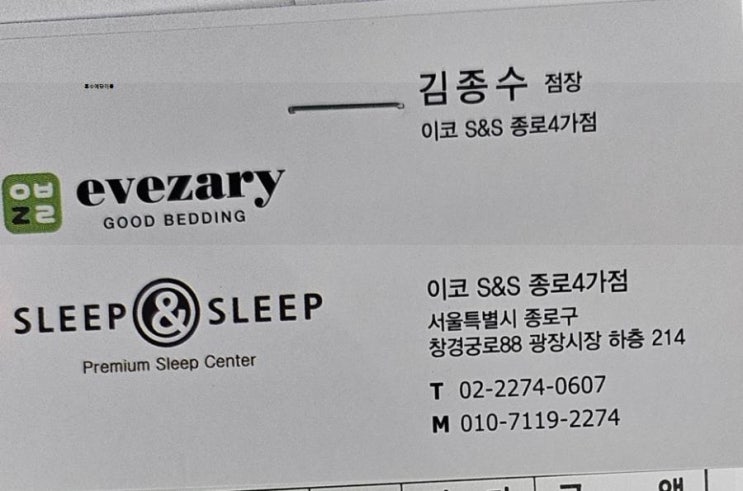 김종수 점장
이코 S&S 종로4가점
evezary
GOOD BEDDING
SLEEP & SLEEP
Premium Sleep Center
이코 S&S 종로4가점
서울특별시 종로구
창경궁로88 광장시장 하층 214
T 02-2274-0607
M 010-7119-2274